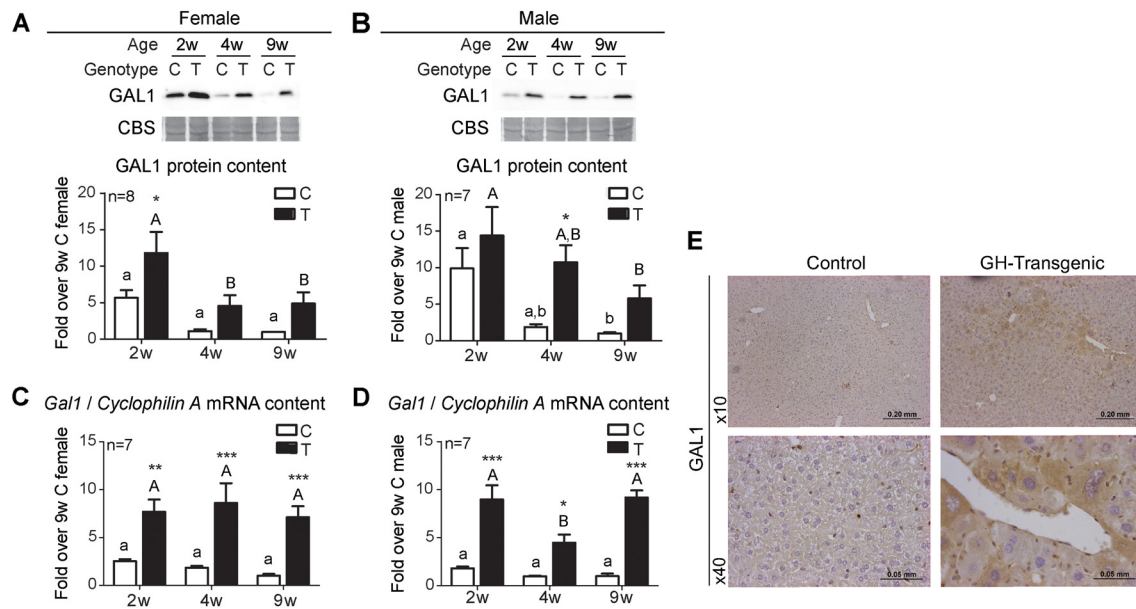 A Female
Age 2w 4w 9w
Genotype C T C T C T
GAL1
CBS
GAL1 protein content
Fold over 9w C female
20
15
10
5
0
n=8
C
T
a
*
A
a
B
a
B
2w 4w 9w
B Male
Age 2w 4w 9w
Genotype C T C T C T
GAL1
CBS
GAL1 protein content
Fold over 9w C male
20
15
10
5
0
n=7
C
T
a
A
a,b
*
A,B
b
B
2w 4w 9w
C Gal1 / Cyclophilin A mRNA content
Fold over 9w C female
15
10
5
0
n=7
C
T
a
**
A
a
***
A
a
***
A
2w 4w 9w
D Gal1 / Cyclophilin A mRNA content
Fold over 9w C male
15
10
5
0
n=7
C
T
a
***
A
a
*
B
a
***
A
2w 4w 9w
E
Control GH-Transgenic
GAL1
x10
0.20 mm 0.20 mm
x40
0.05 mm 0.05 mm